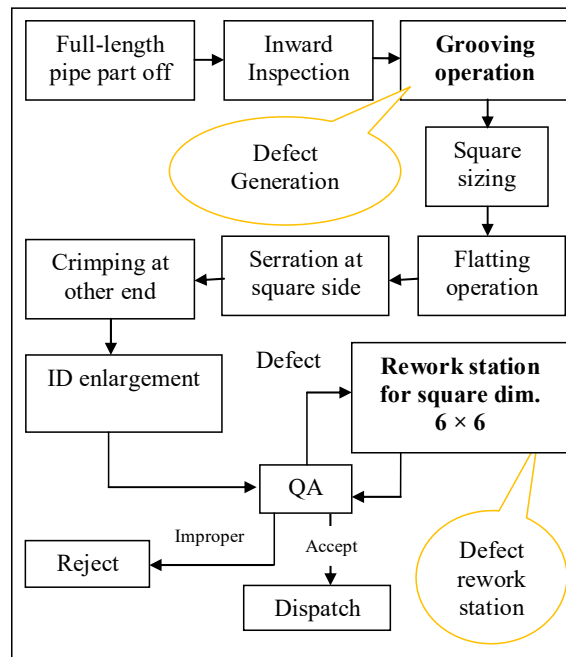 Full-length
pipe part off
Inward
Inspection
Grooving
operation
Defect
Generation
Square
sizing
Crimping at
other end
Serration at
square side
Flatting
operation
ID enlargement
Defect
Rework station
for square dim.
6 × 6
QA
Improper
Accept
Reject
Dispatch
Defect
rework
station